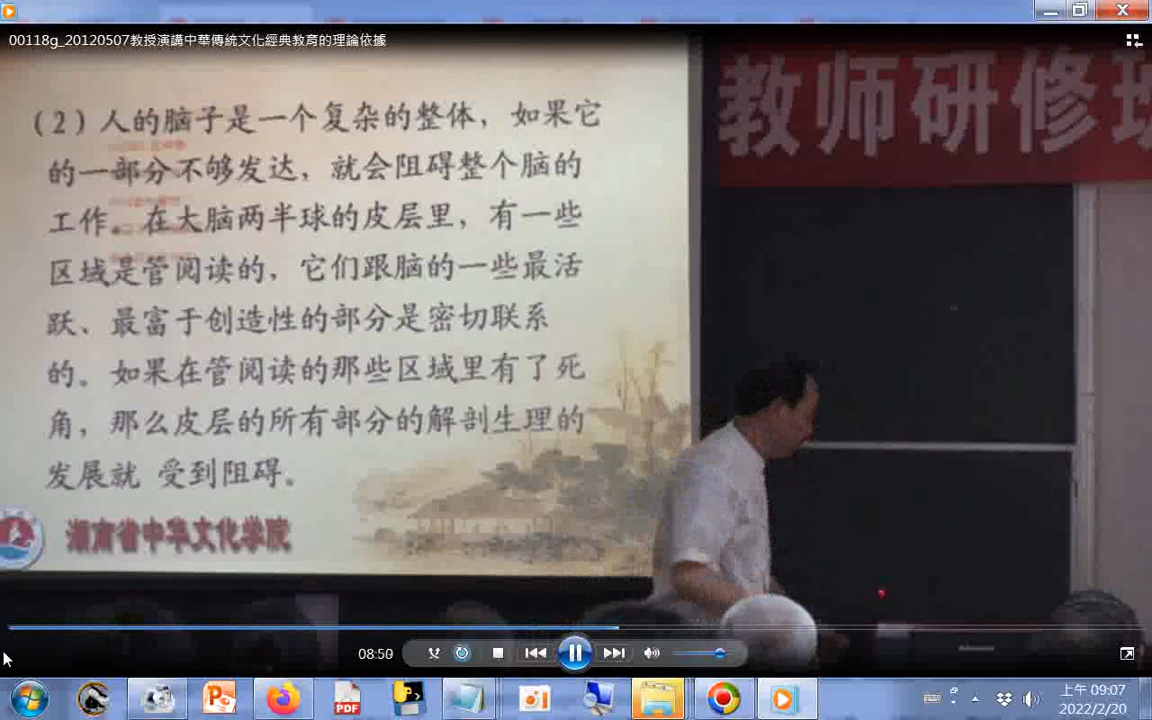 00118g_20120507教授演講中華傳統文化經典教育的理論依據
教师研修班
(2)人的脑子是一个复杂的整体，如果它
的一部分不够发达，就会阻碍整个脑的
工作。在大脑两半球的皮层里，有一些
区域是管阅读的，它们跟脑的一些最活
跃、最富于创造性的部分是密切联系
的。如果在管阅读的那些区域里有了死
角，那么皮层的所有部分的解剖生理的
发展就 受到阻碍。
湖南省中华文化学院
08:50
PDF
上午 09:07
2022/2/20